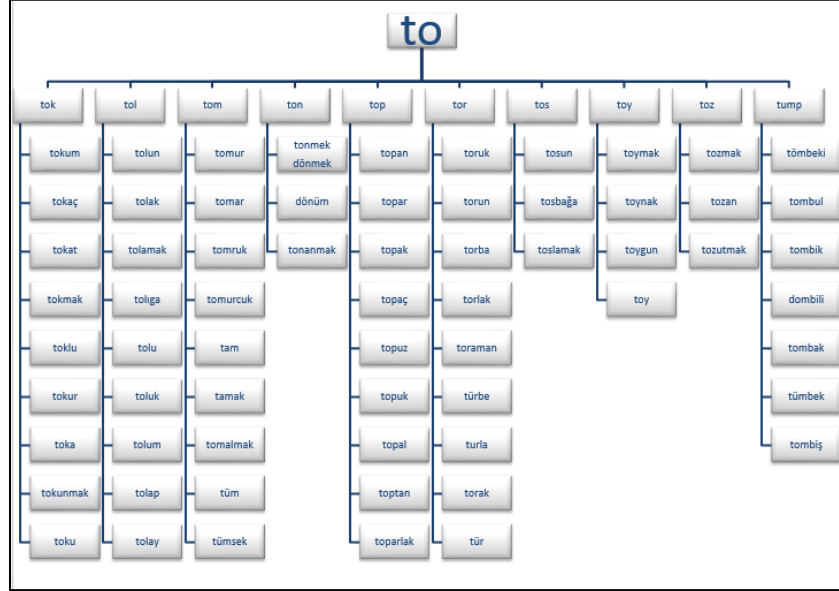 to
tok
tol
tom
ton
top
tor
tos
toy
toz
tump
tokum
tokaç
tokat
tokmak
toklu
tokur
toka
tokunmak
toku
tolun
tolak
tolamak
tolıga
tolu
toluk
tolum
tolap
tolay
tomur
tomar
tomruk
tomurcuk
tam
tamak
tomalmak
tüm
tümsek
tonmek
dönmek
dönüm
tonanmak
topan
topar
topak
topaç
topuz
topuk
topal
toptan
toparlak
toruk
torun
torba
torlak
toraman
türbe
turla
torak
tür
tosun
tosbağa
toslamak
toymak
toynak
toygun
toy
tozmak
tozan
tozutmak
tömbeki
tombul
tombik
dombili
tombak
tümbek
tombiş